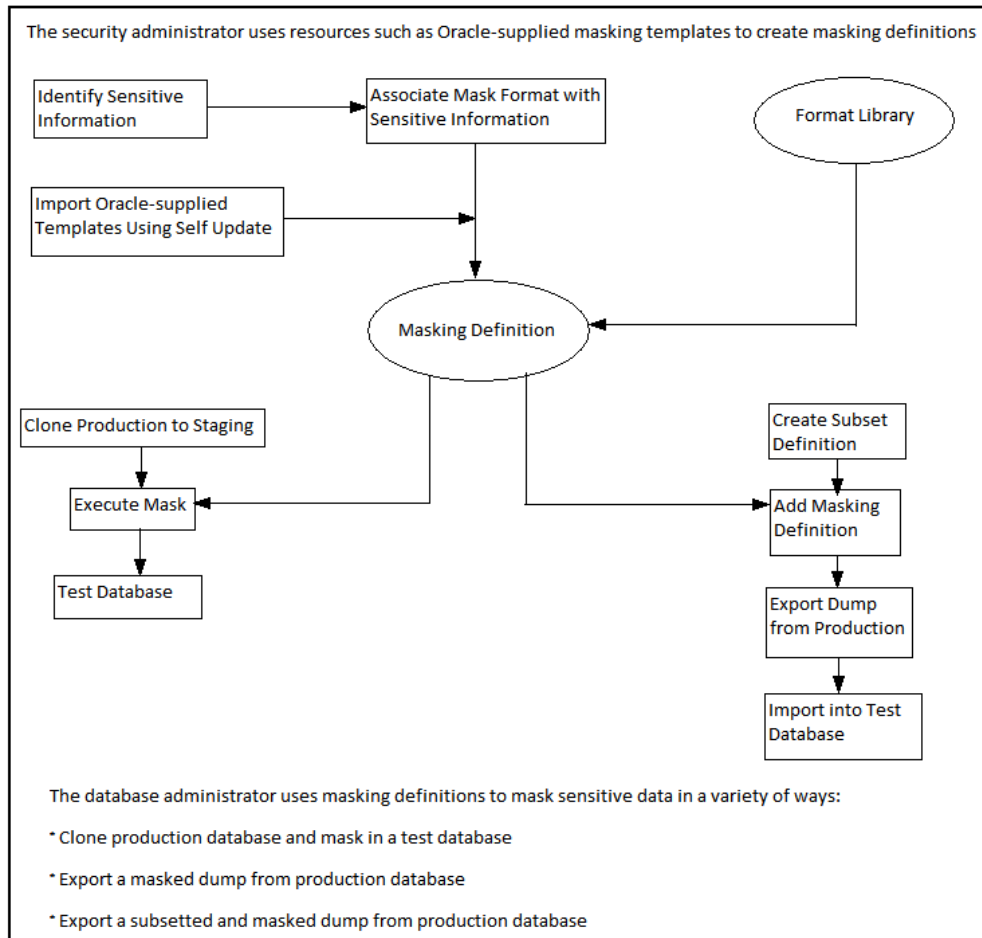 The security administrator uses resources such as Oracle-supplied masking templates to create masking definitions
Identify Sensitive
Information
Associate Mask Format with
Sensitive Information
Format Library
Import Oracle-supplied
Templates Using Self Update
Masking Definition
Clone Production to Staging
Execute Mask
Test Database
Create Subset
Definition
Add Masking
Definition
Export Dump
from Production
Import into Test
Database
The database administrator uses masking definitions to mask sensitive data in a variety of ways:
* Clone production database and mask in a test database
* Export a masked dump from production database
* Export a subsetted and masked dump from production database